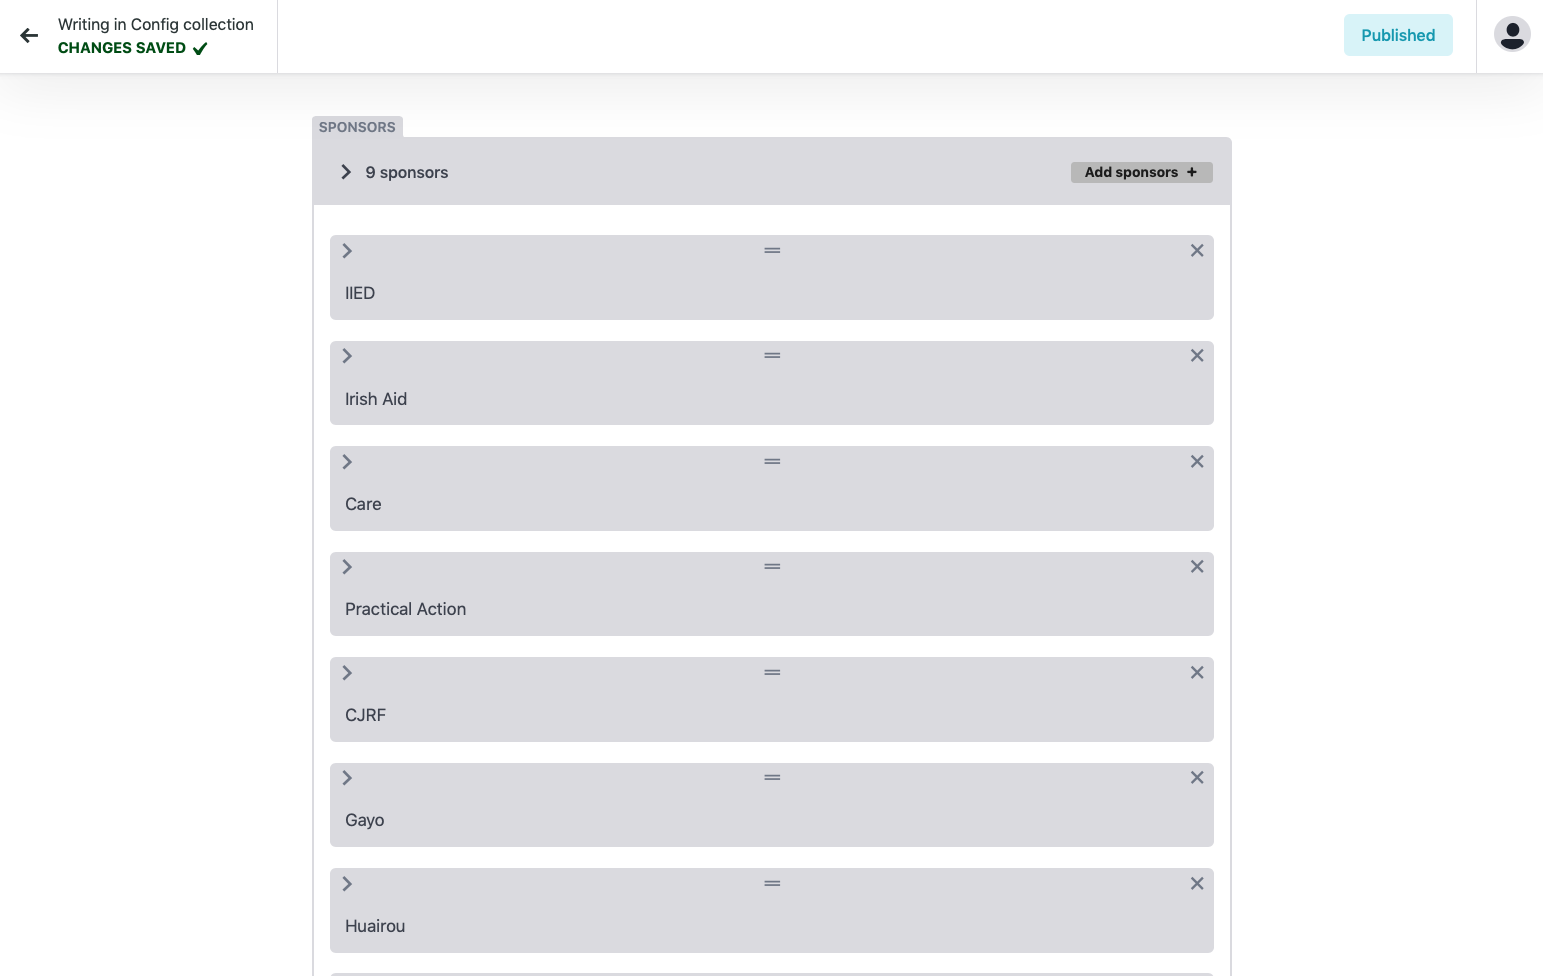 Writing in Config collection
CHANGES SAVED
Published
SPONSORS
9 sponsors
Add sponsors +
IIED
Irish Aid
Care
Practical Action
CJRF
Gayo
Huairou